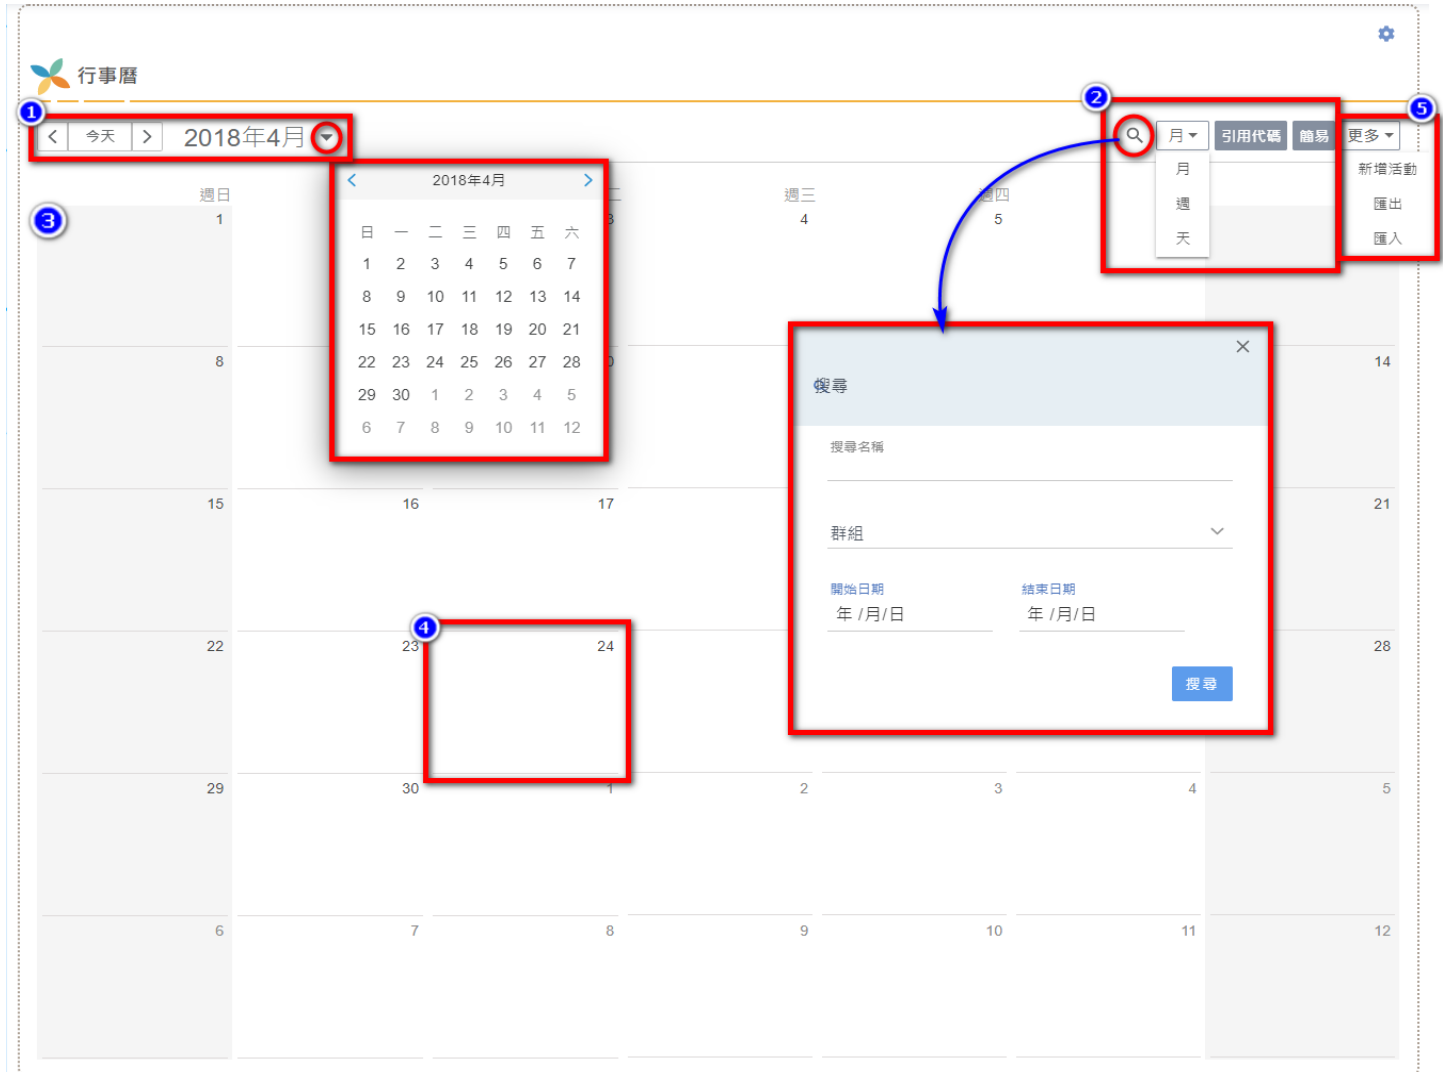 行事曆
1
2
5
今天
2018年4月
月
引用代碼
簡易
更多
月
週
天
新增活動
匯出
匯入
2018年4月
日 一 二 三 四 五 六
1 2 3 4 5 6 7
8 9 10 11 12 13 14
15 16 17 18 19 20 21
22 23 24 25 26 27 28
29 30 1 2 3 4 5
6 7 8 9 10 11 12
週日 週三 週四
3
1 3 4 5
8 14
搜尋
搜尋名稱
群組
開始日期 結束日期
年 /月/日 年 /月/日
搜尋
15 16 17 21
4
22 23 24 28
29 30 1 2 3 4 5
6 7 8 9 10 11 12